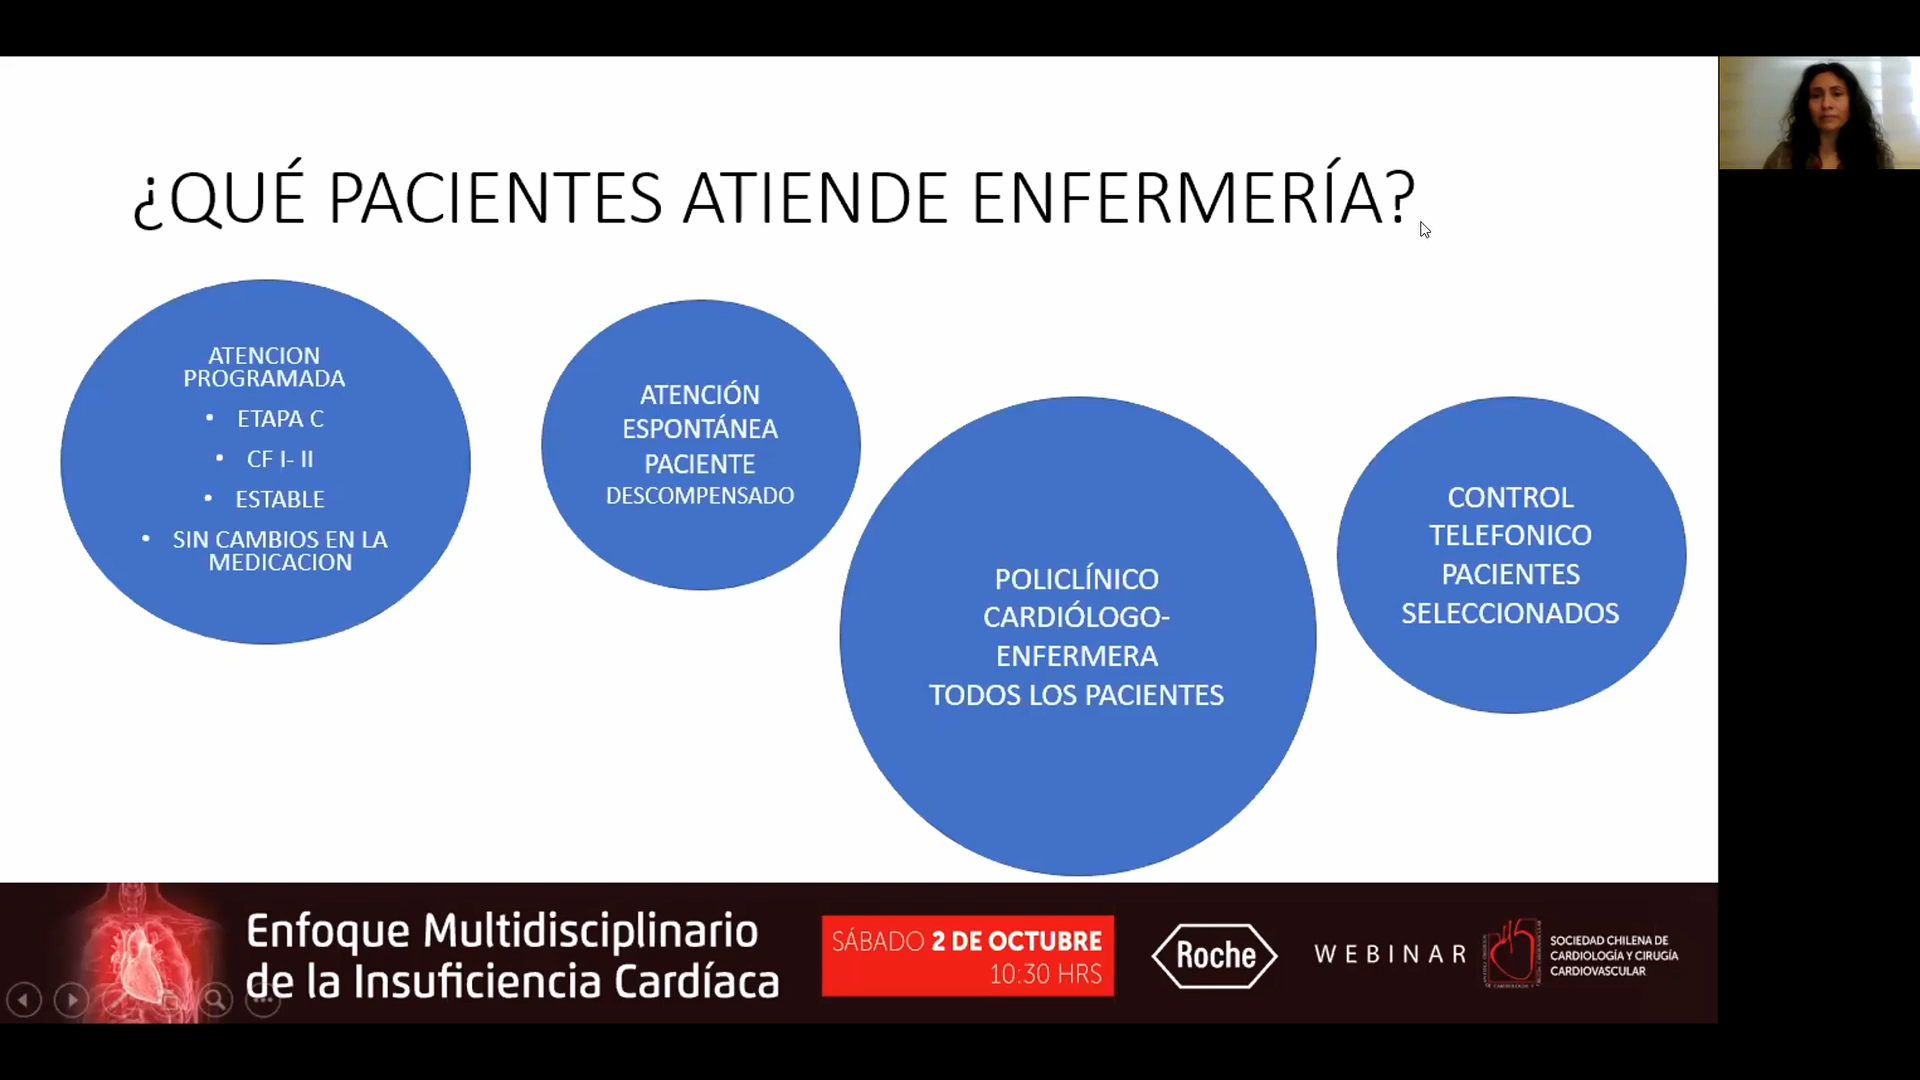 ¿QUÉ PACIENTES ATIENDE ENFERMERÍA?
ATENCION
PROGRAMADA
• ETAPA C
• CF I- II
• ESTABLE
• SIN CAMBIOS EN LA
MEDICACION
ATENCIÓN
ESPONTÁNEA
PACIENTE
DESCOMPENSADO
POLICLÍNICO
CARDIÓLOGO-
ENFERMERA
TODOS LOS PACIENTES
CONTROL
TELEFONICO
PACIENTES
SELECCIONADOS
Enfoque Multidisciplinario
de la Insuficiencia Cardíaca
SÁBADO 2 DE OCTUBRE
10:30 HRS
Roche
WEBINAR
SOCIEDAD CHILENA DE
CARDIOLOGÍA Y CIRUGÍA
CARDIOVASCULAR